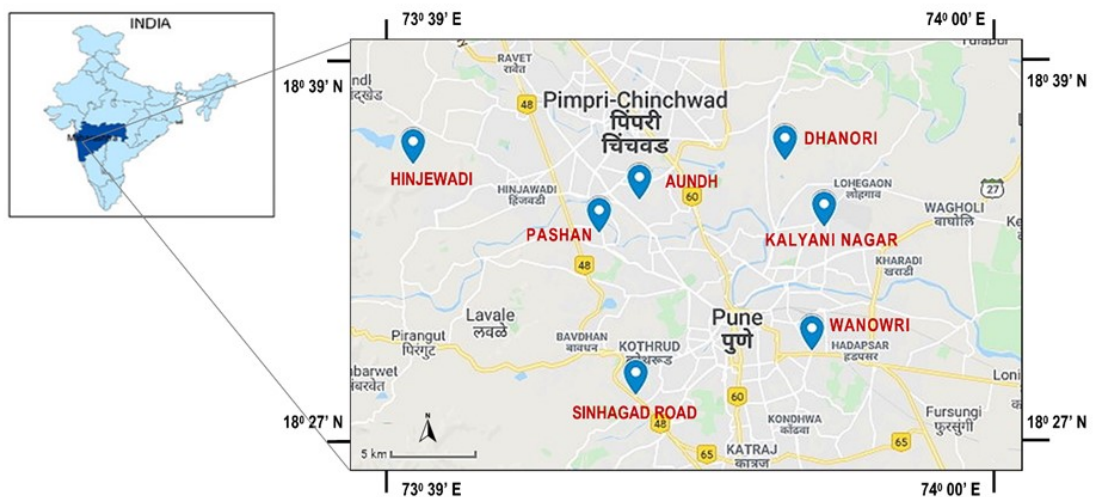 INDIA
73⁰ 39’ E
74⁰ 00’ E
18⁰ 39’ N
18⁰ 39’ N
RAVET
रावेत
48
Pimpri-Chinchwad
पिंपरी
चिंचवड
DHANORI
HINJEWADI
AUNDH
60
HINJAWADI
हिंजवडी
LOHEGAON
लोहगाव
27
WAGHOLI
वाघोली
PASHAN
KALYANI NAGAR
KHARADI
खराडी
48
Lavale
लवळे
Pune
पुणे
WANOWRI
Pirangut
पिरंगुट
BAVDHAN
बावधन
KOTHRUD
कोथरूड
HADAPSAR
हडपसर
SINHAGAD ROAD
60
KONDHWA
कोंढवा
Fursungi
फुरसुंगी
48
65
65
KATRAJ
कात्रज
N
5 km
18⁰ 27’ N
18⁰ 27’ N
73⁰ 39’ E
74⁰ 00’ E